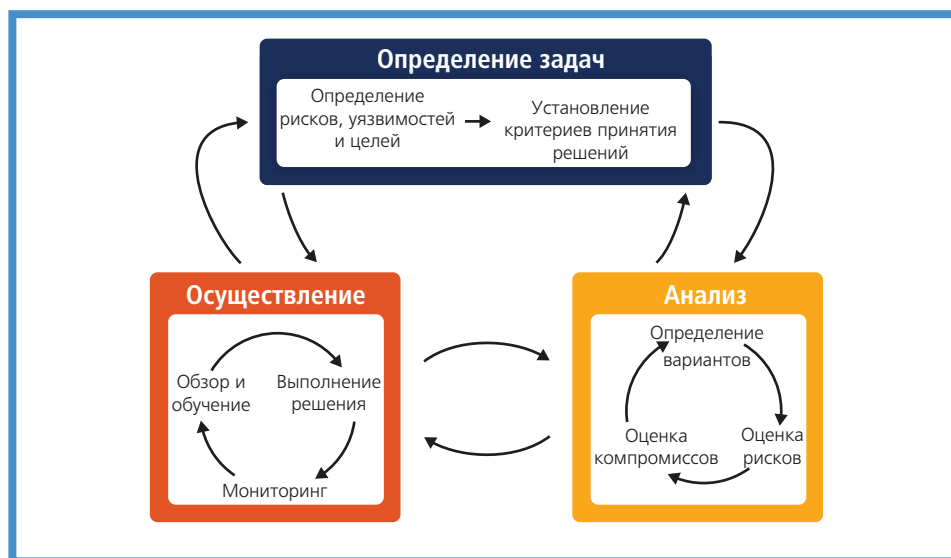 Определение задач
Определение
рисков, уязвимостей
и целей
Установление
критериев принятия
решений
Осуществление
Обзор и
обучение
Выполнение
решения
Мониторинг
Анализ
Определение
вариантов
Оценка
компромиссов
Оценка
рисков